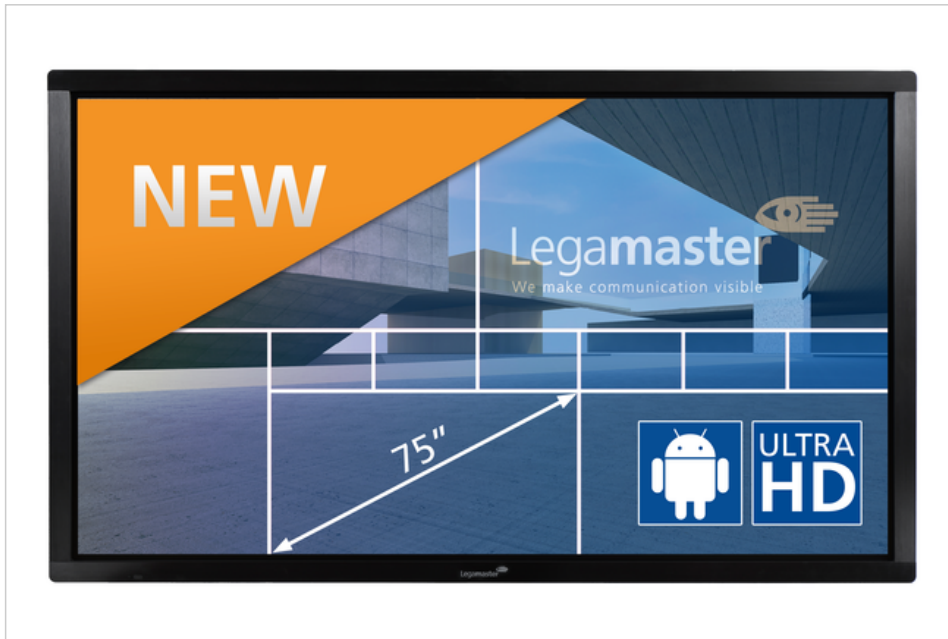 NEW
Legamaster
We make communication visible
75"
ULTRA
HD
Legamaster